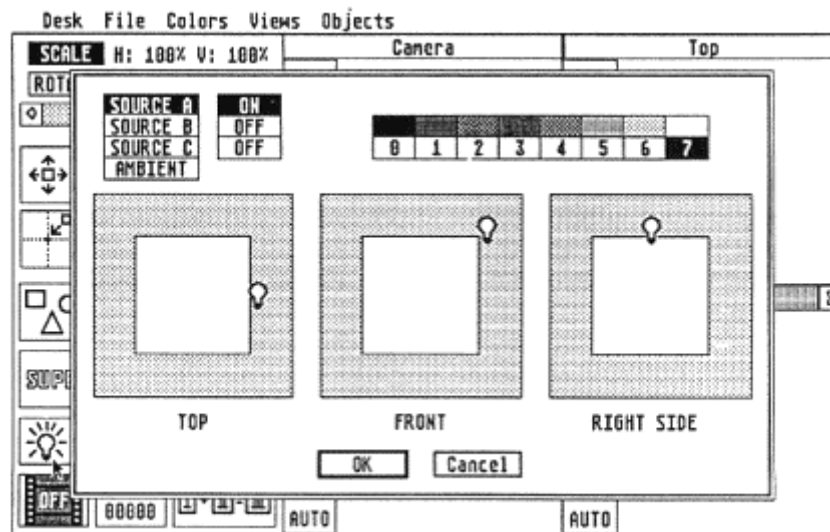 Desk File Colors Views Objects
SCALE H: 100% V: 100%
Camera
Top
SOURCE A ON
SOURCE B OFF
SOURCE C OFF
AMBIENT
0 1 2 3 4 5 6 7
TOP
FRONT
RIGHT SIDE
OK
Cancel
OFF
00000
AUTO
AUTO